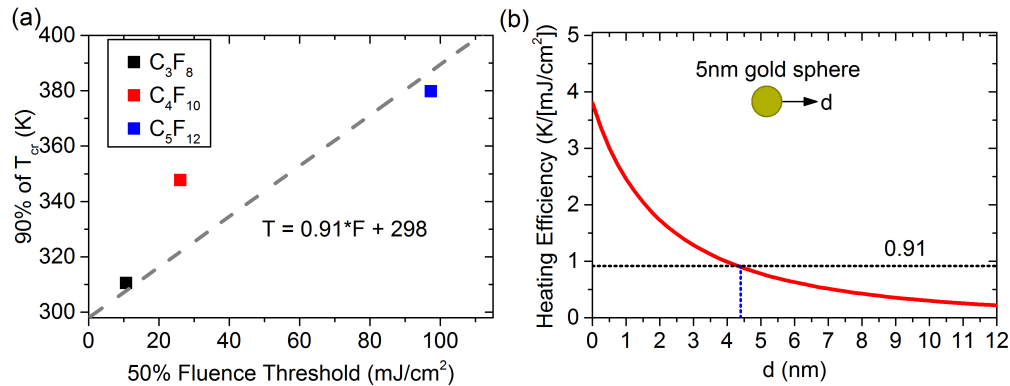 (a)
400
380
360
340
320
300
90% of T_cr (K)
C₃F₈
C₄F₁₀
C₅F₁₂
T = 0.91*F + 298
0 20 40 60 80 100
50% Fluence Threshold (mJ/cm²)
(b)
5
4
3
2
1
0
Heating Efficiency (K/[mJ/cm²])
5nm gold sphere
d
0.91
0 1 2 3 4 5 6 7 8 9 10 11 12
d (nm)